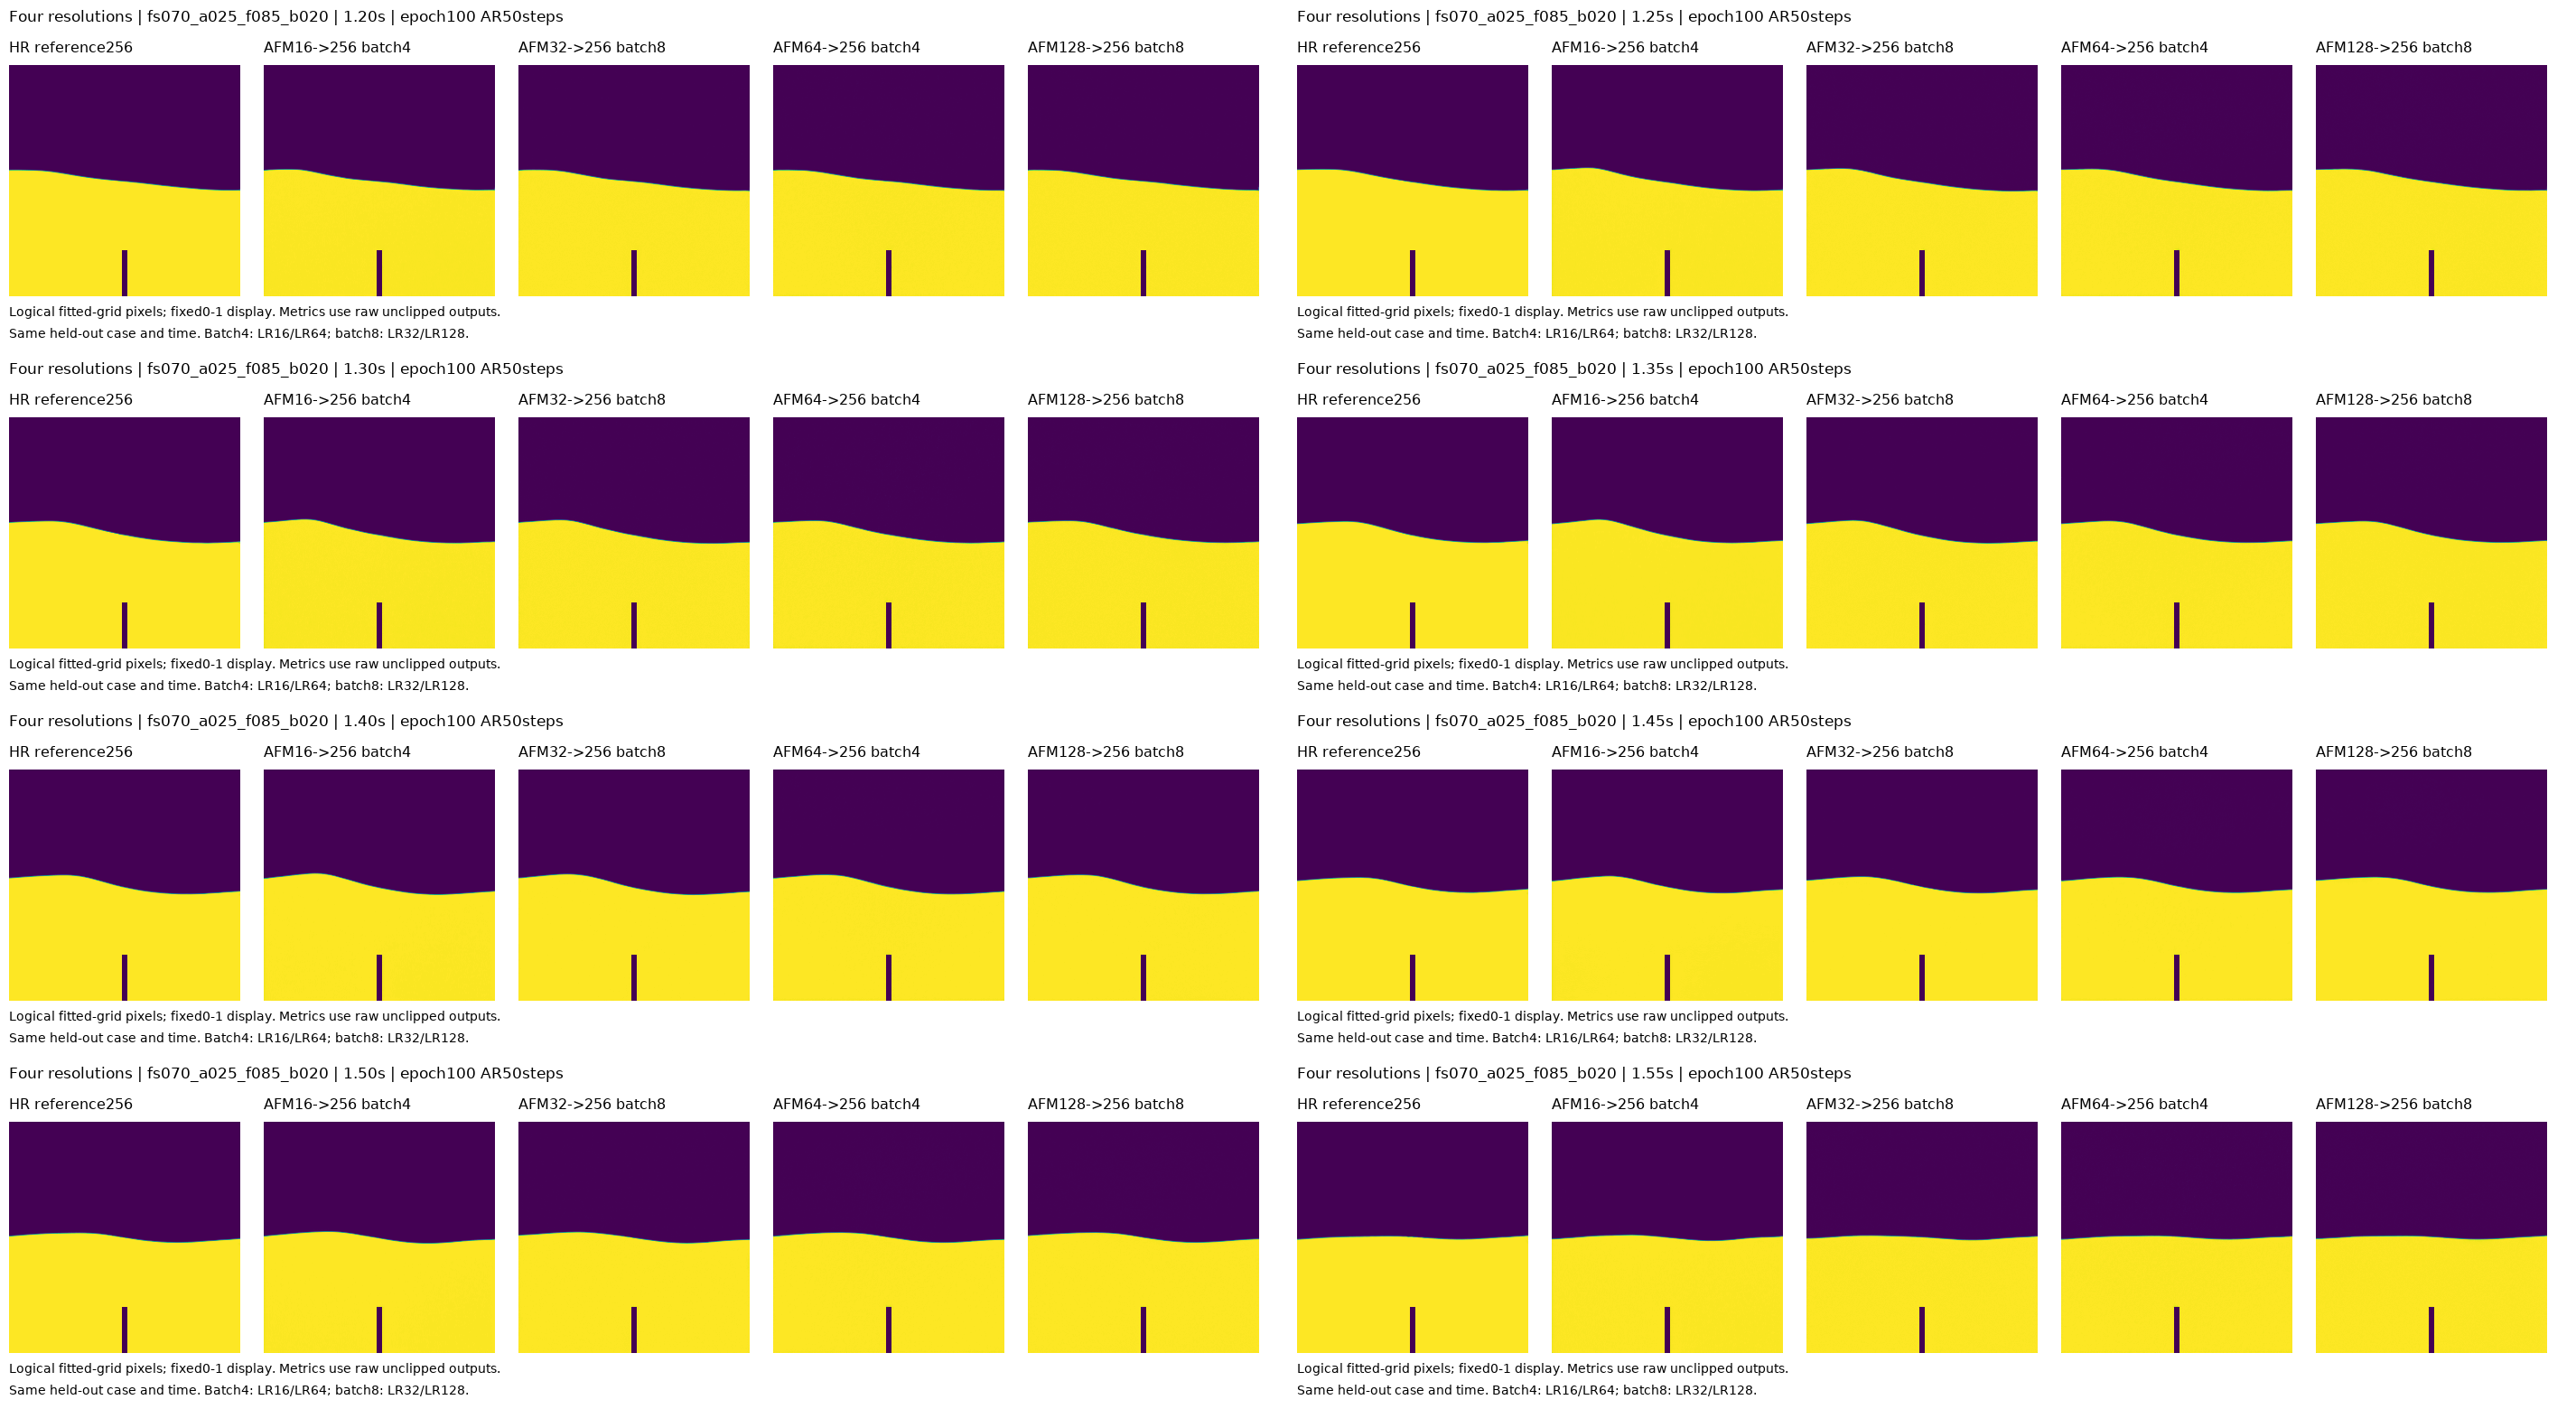 Four resolutions | fs070_a025_f085_b020 | 1.20s | epoch100 AR50steps
HR reference256 AFM16->256 batch4 AFM32->256 batch8 AFM64->256 batch4 AFM128->256 batch8
Logical fitted-grid pixels; fixed0-1 display. Metrics use raw unclipped outputs.
Same held-out case and time. Batch4: LR16/LR64; batch8: LR32/LR128.
Four resolutions | fs070_a025_f085_b020 | 1.25s | epoch100 AR50steps
HR reference256 AFM16->256 batch4 AFM32->256 batch8 AFM64->256 batch4 AFM128->256 batch8
Logical fitted-grid pixels; fixed0-1 display. Metrics use raw unclipped outputs.
Same held-out case and time. Batch4: LR16/LR64; batch8: LR32/LR128.
Four resolutions | fs070_a025_f085_b020 | 1.30s | epoch100 AR50steps
HR reference256 AFM16->256 batch4 AFM32->256 batch8 AFM64->256 batch4 AFM128->256 batch8
Logical fitted-grid pixels; fixed0-1 display. Metrics use raw unclipped outputs.
Same held-out case and time. Batch4: LR16/LR64; batch8: LR32/LR128.
Four resolutions | fs070_a025_f085_b020 | 1.35s | epoch100 AR50steps
HR reference256 AFM16->256 batch4 AFM32->256 batch8 AFM64->256 batch4 AFM128->256 batch8
Logical fitted-grid pixels; fixed0-1 display. Metrics use raw unclipped outputs.
Same held-out case and time. Batch4: LR16/LR64; batch8: LR32/LR128.
Four resolutions | fs070_a025_f085_b020 | 1.40s | epoch100 AR50steps
HR reference256 AFM16->256 batch4 AFM32->256 batch8 AFM64->256 batch4 AFM128->256 batch8
Logical fitted-grid pixels; fixed0-1 display. Metrics use raw unclipped outputs.
Same held-out case and time. Batch4: LR16/LR64; batch8: LR32/LR128.
Four resolutions | fs070_a025_f085_b020 | 1.45s | epoch100 AR50steps
HR reference256 AFM16->256 batch4 AFM32->256 batch8 AFM64->256 batch4 AFM128->256 batch8
Logical fitted-grid pixels; fixed0-1 display. Metrics use raw unclipped outputs.
Same held-out case and time. Batch4: LR16/LR64; batch8: LR32/LR128.
Four resolutions | fs070_a025_f085_b020 | 1.50s | epoch100 AR50steps
HR reference256 AFM16->256 batch4 AFM32->256 batch8 AFM64->256 batch4 AFM128->256 batch8
Logical fitted-grid pixels; fixed0-1 display. Metrics use raw unclipped outputs.
Same held-out case and time. Batch4: LR16/LR64; batch8: LR32/LR128.
Four resolutions | fs070_a025_f085_b020 | 1.55s | epoch100 AR50steps
HR reference256 AFM16->256 batch4 AFM32->256 batch8 AFM64->256 batch4 AFM128->256 batch8
Logical fitted-grid pixels; fixed0-1 display. Metrics use raw unclipped outputs.
Same held-out case and time. Batch4: LR16/LR64; batch8: LR32/LR128.